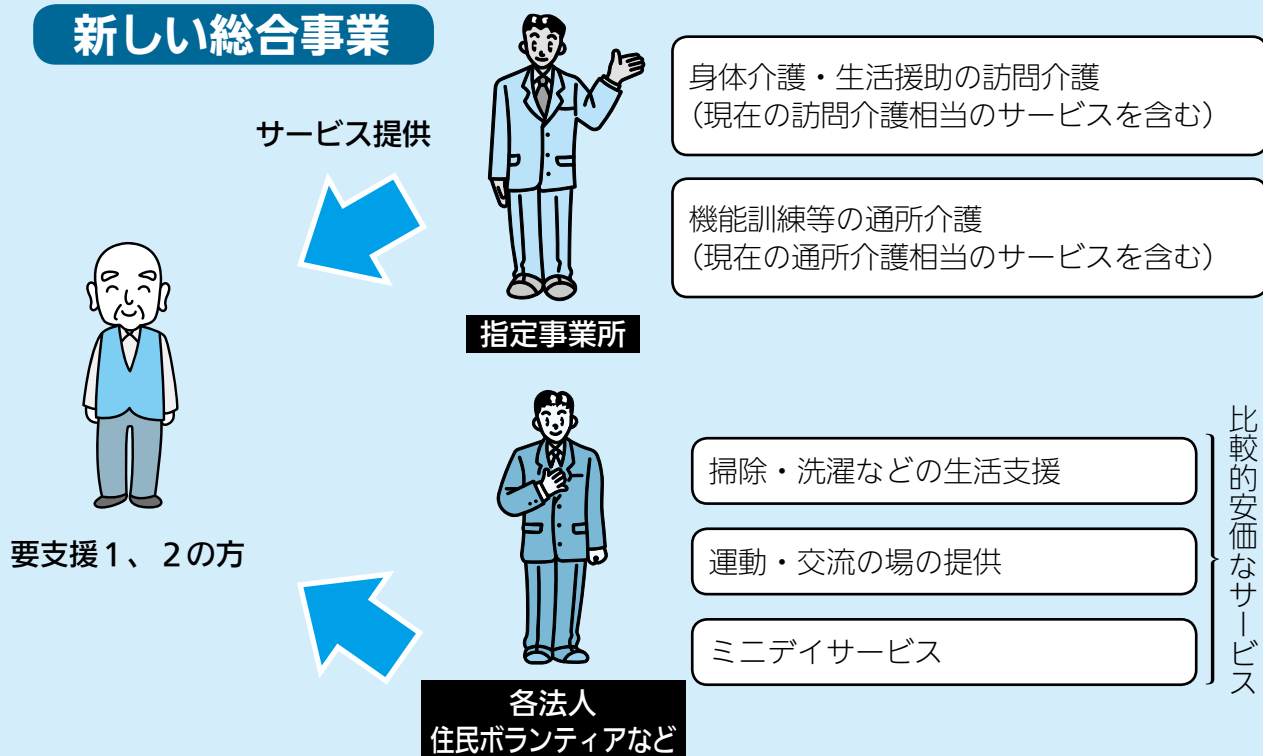 新しい総合事業
サービス提供
要支援1、2の方
指定事業所
身体介護・生活援助の訪問介護
(現在の訪問介護相当のサービスを含む)
機能訓練等の通所介護
(現在の通所介護相当のサービスを含む)
各法人
住民ボランティアなど
掃除・洗濯などの生活支援
運動・交流の場の提供
ミニデイサービス
比較的安価なサービス